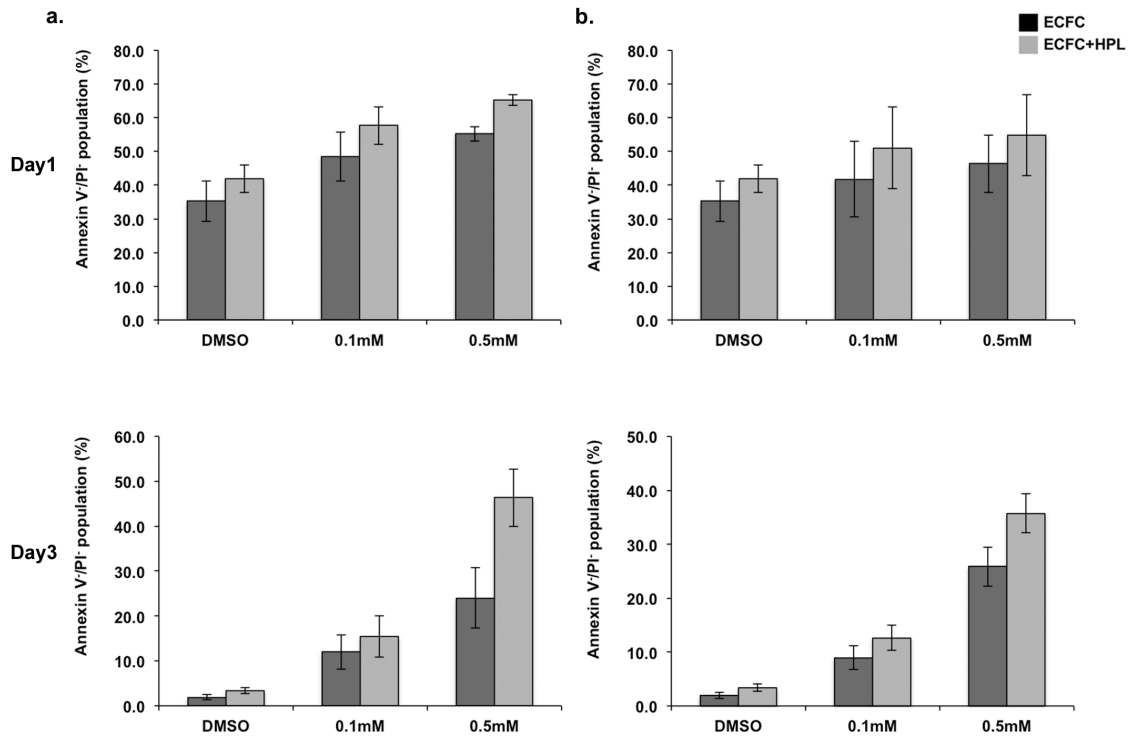 a.
b.
ECFC
ECFC+HPL
Day1
Annexin V-/PI- population (%)
80.0
70.0
60.0
50.0
40.0
30.0
20.0
10.0
0.0
DMSO 0.1mM 0.5mM
Annexin V-/PI- population (%)
80.0
70.0
60.0
50.0
40.0
30.0
20.0
10.0
0.0
DMSO 0.1mM 0.5mM
Day3
Annexin V-/PI- population (%)
60.0
50.0
40.0
30.0
20.0
10.0
0.0
DMSO 0.1mM 0.5mM
Annexin V-/PI- population (%)
50.0
40.0
30.0
20.0
10.0
0.0
DMSO 0.1mM 0.5mM